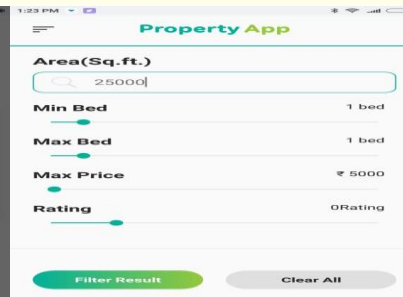 1:23 PM
Property App
Area(Sq.ft.)
25000
Min Bed 1 bed
Max Bed 1 bed
Max Price ₹ 5000
Rating 0Rating
Filter Result Clear All